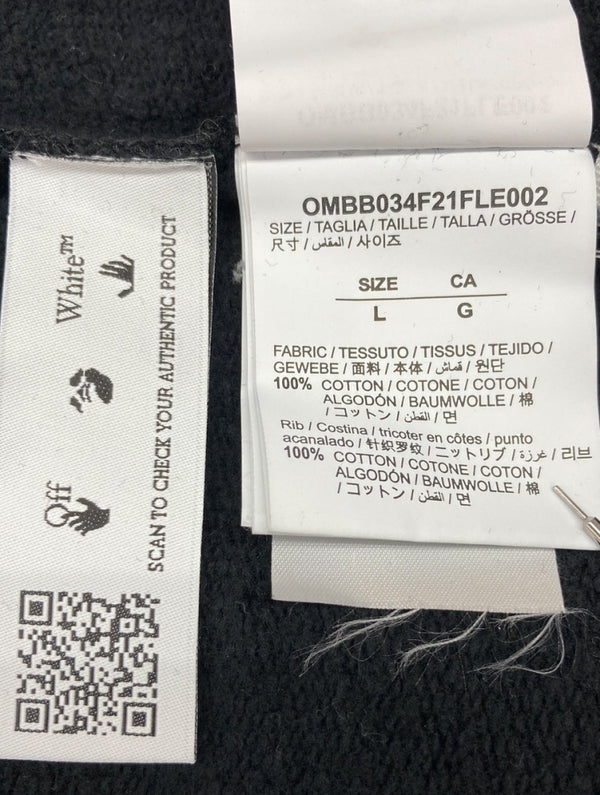 OMBB034F21FLE002
SIZE / TAGLIA / TAILLE / TALLA / GRÖSSE /
尺寸 / المقاس / 사이즈
SIZE CA
L G
FABRIC / TESSUTO / TISSUS / TEJIDO /
GEWEBE / 面料 / 本体 / قماش / 원단
100% COTTON / COTONE / COTON /
ALGODÓN / BAUMWOLLE / 棉
/ コットン / القطن / 면
Rib / Costina / tricoter en côtes / punto
acanalado / 针织罗纹 / ニットリブ / غرزة / 리브
100% COTTON / COTONE / COTON /
ALGODÓN / BAUMWOLLE / 棉
/ コットン / القطن / 면
Off White™
SCAN TO CHECK YOUR AUTHENTIC PRODUCT